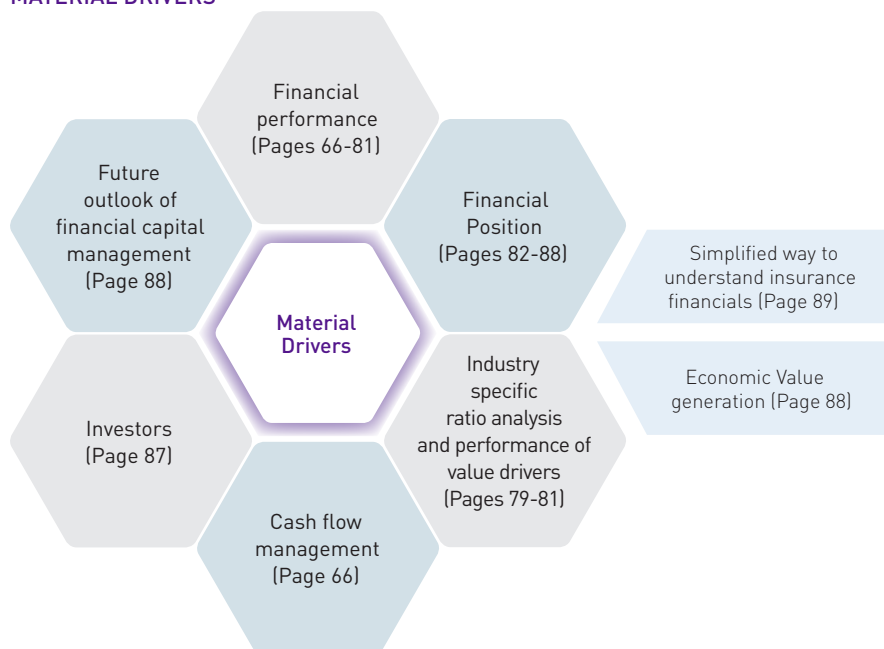 MATERIAL DRIVERS
Financial
performance
(Pages 66-81)
Future
outlook of
financial capital
management
(Page 88)
Financial
Position
(Pages 82-88)
Simplified way to
understand insurance
financials (Page 89)
Material
Drivers
Industry
specific
ratio analysis
and performance of
value drivers
(Pages 79-81)
Economic Value
generation (Page 88)
Investors
(Page 87)
Cash flow
management
(Page 66)